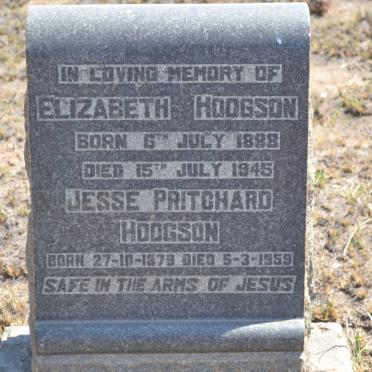 IN LOVING MEMORY OF
ELIZABETH HODGSON
BORN 6TH JULY 1898
DIED 15TH JULY 1945
JESSE PRITCHARD
HODGSON
BORN 27-10-1879 DIED 5-3-1959
SAFE IN THE ARMS OF JESUS